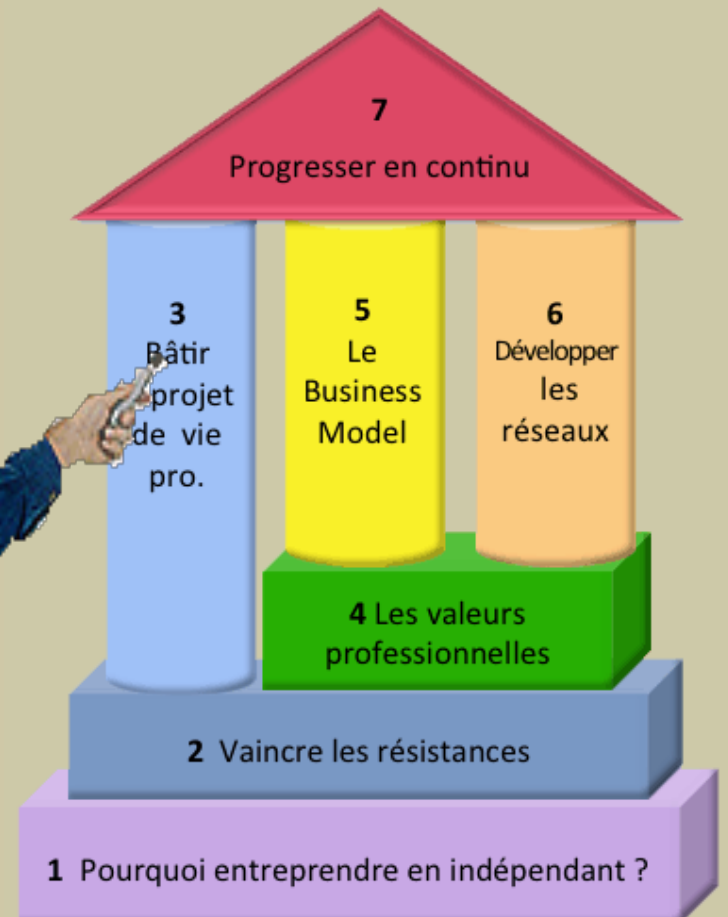 7
Progresser en continu
3
Bâtir
projet
de vie
pro.
5
Le
Business
Model
6
Développer
les
réseaux
4 Les valeurs
professionnelles
2 Vaincre les résistances
1 Pourquoi entreprendre en indépendant ?